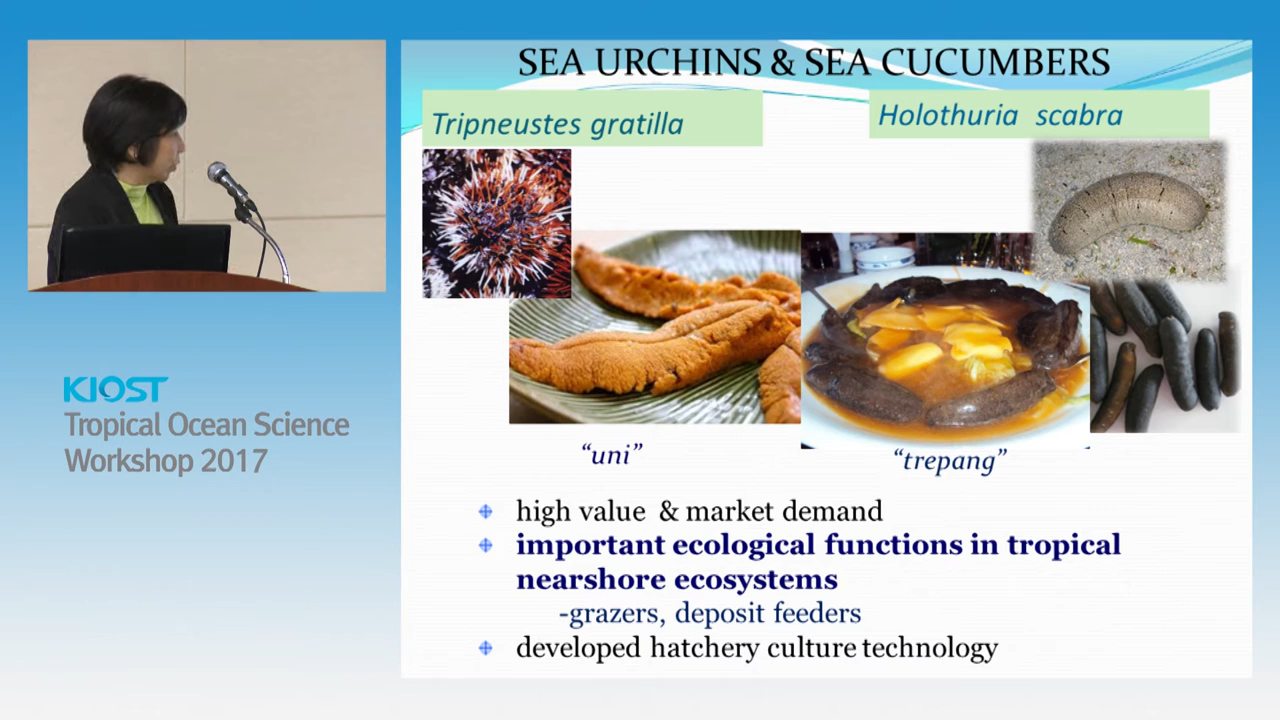 SEA URCHINS & SEA CUCUMBERS
Tripneustes gratilla
Holothuria scabra
"uni"
"trepang"
high value & market demand
important ecological functions in tropical
nearshore ecosystems
-grazers, deposit feeders
developed hatchery culture technology
KIOST
Tropical Ocean Science
Workshop 2017